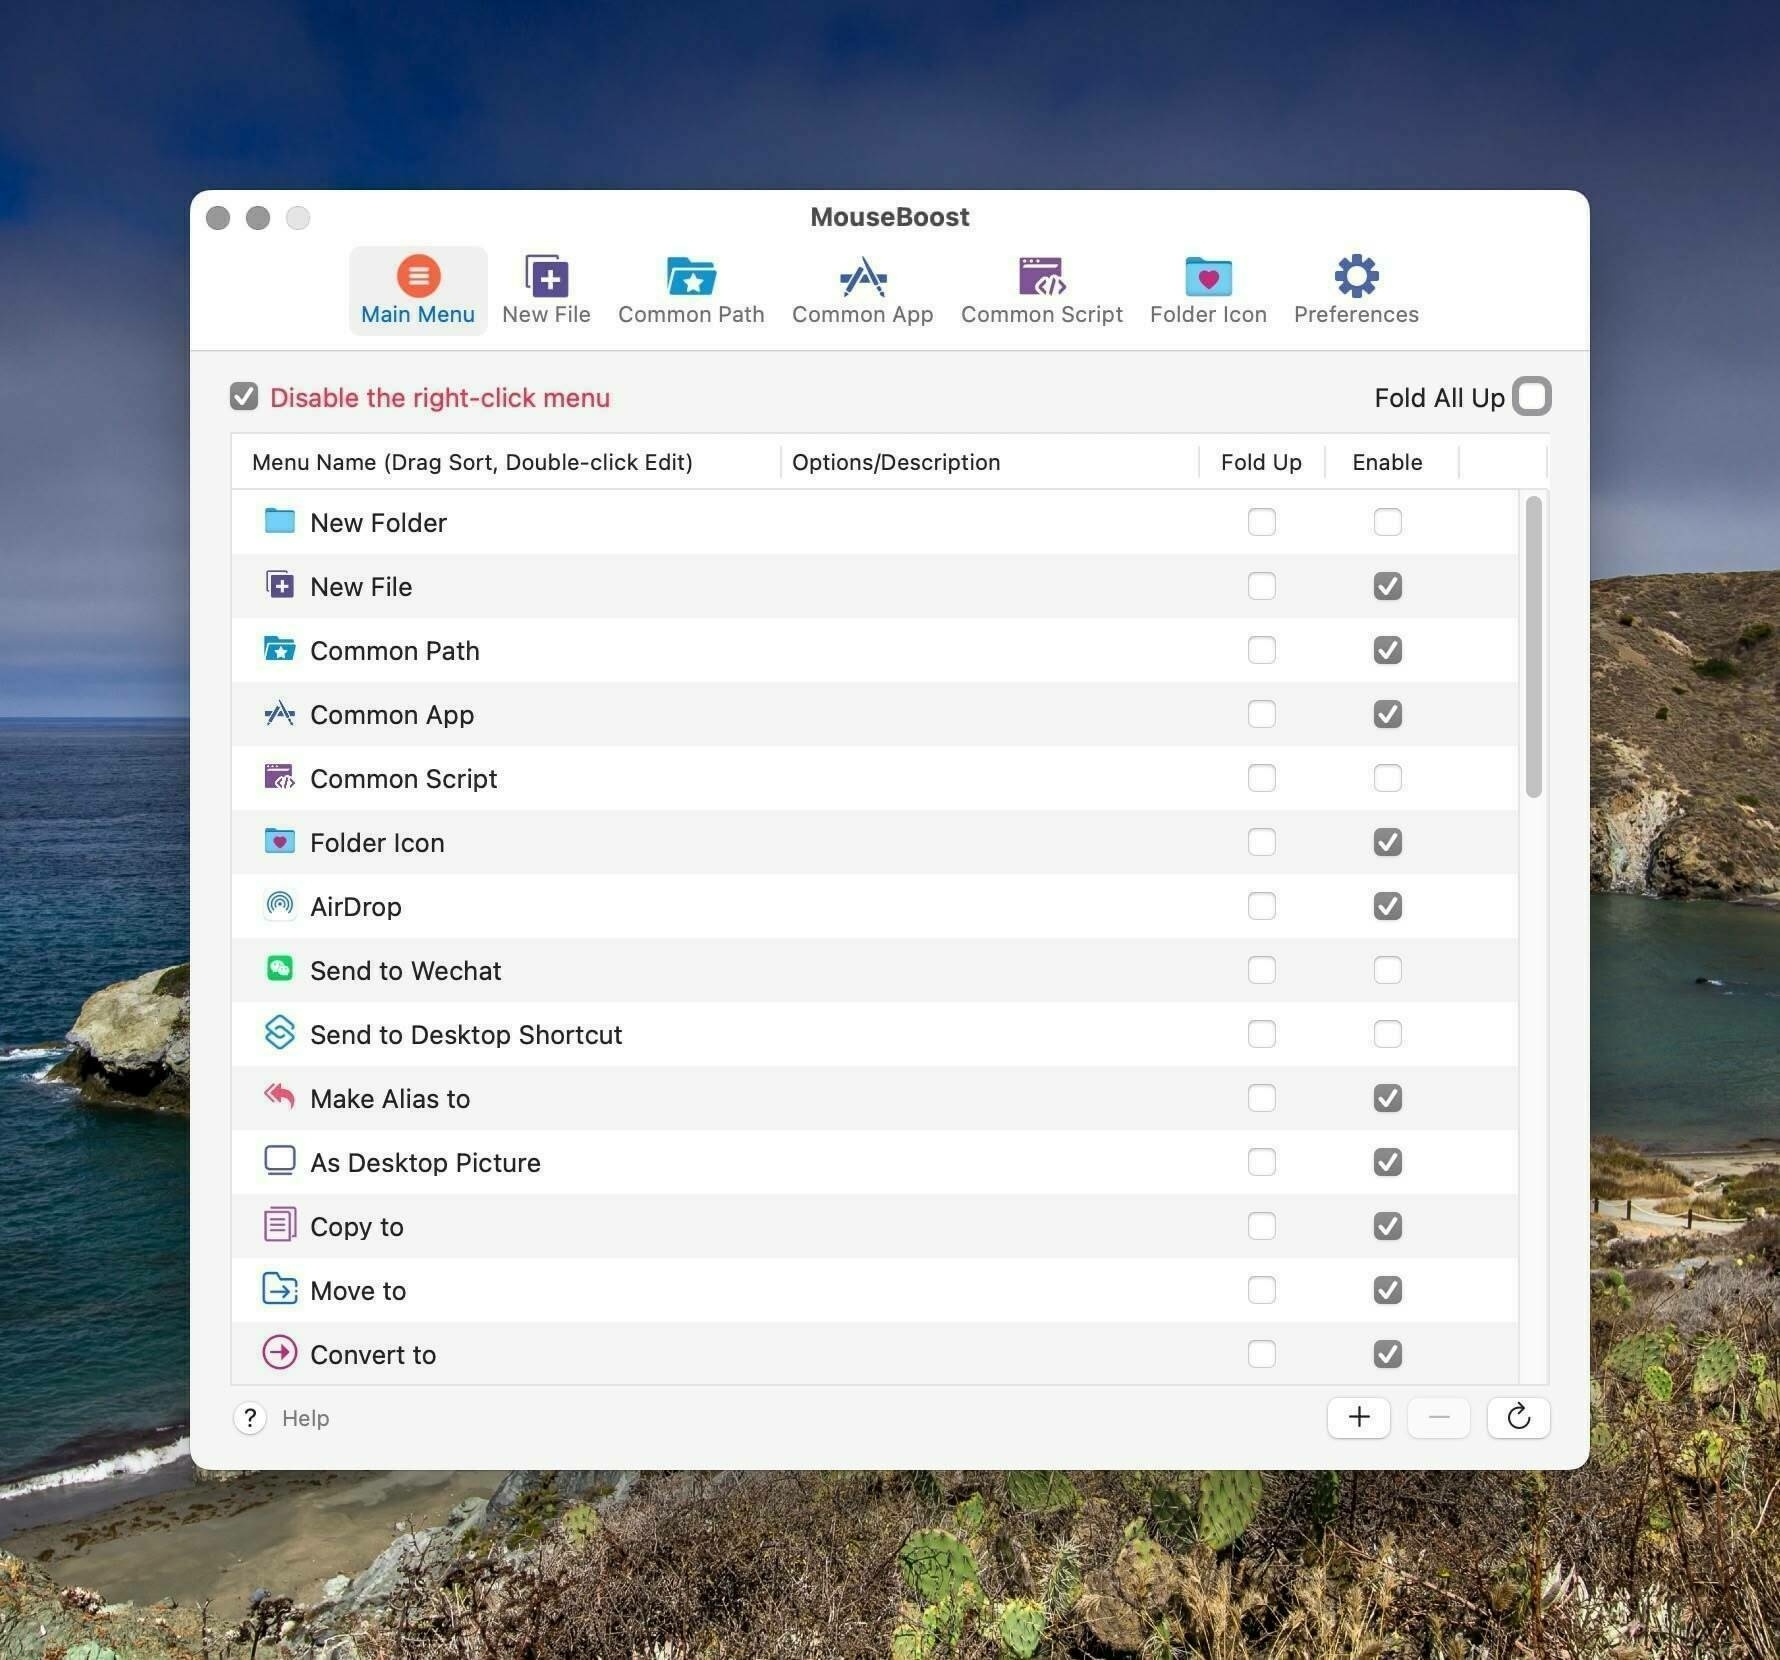 MouseBoost
Main Menu
New File
Common Path
Common App
Common Script
Folder Icon
Preferences
Disable the right-click menu
Fold All Up
Menu Name (Drag Sort, Double-click Edit)
Options/Description
Fold Up
Enable
New Folder
New File
Common Path
Common App
Common Script
Folder Icon
AirDrop
Send to Wechat
Send to Desktop Shortcut
Make Alias to
As Desktop Picture
Copy to
Move to
Convert to
? Help